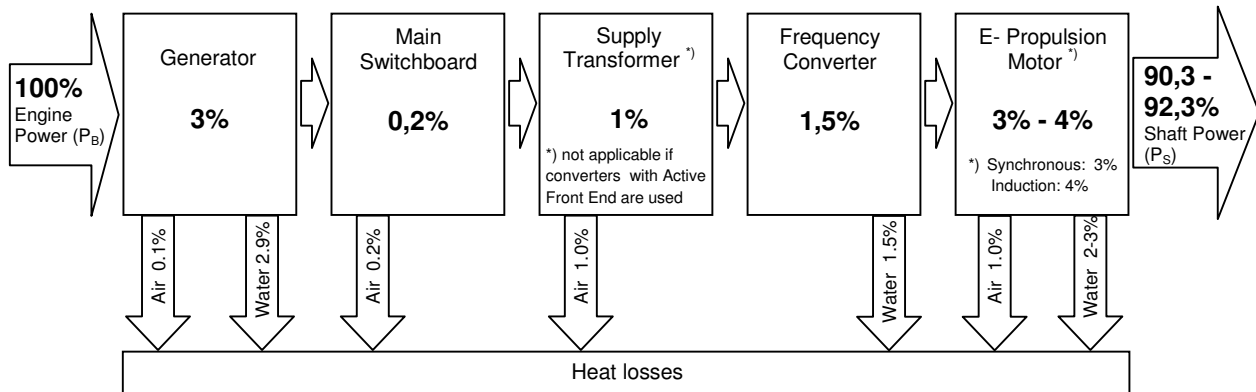 100%
Engine
Power (PB)
Generator
3%
Main
Switchboard
0,2%
Supply
Transformer *)
1%
*) not applicable if
converters with Active
Front End are used
Frequency
Converter
1,5%
E- Propulsion
Motor *)
3% - 4%
*) Synchronous: 3%
Induction: 4%
90,3 -
92,3%
Shaft Power
(PS)
Air 0.1%
Water 2.9%
Air 0.2%
Air 1.0%
Water 1.5%
Air 1.0%
Water 2-3%
Heat losses